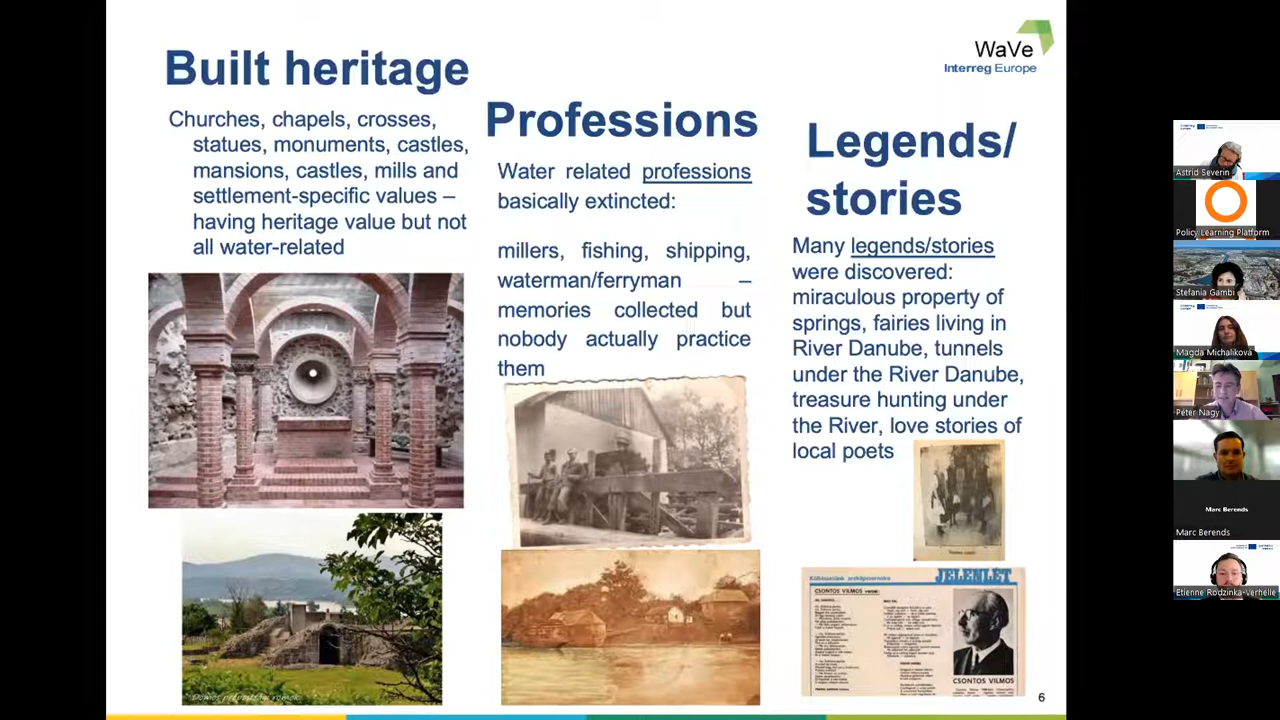 Built heritage
Churches, chapels, crosses,
statues, monuments, castles,
mansions, castles, mills and
settlement-specific values –
having heritage value but not
all water-related
Professions
Water related professions
basically extincted:
millers, fishing, shipping,
waterman/ferryman –
memories collected but
nobody actually practice
them
WaVe
Interreg Europe
Legends/
stories
Many legends/stories
were discovered:
miraculous property of
springs, fairies living in
River Danube, tunnels
under the River Danube,
treasure hunting under
the River, love stories of
local poets
JELENLÉT
CSONTOS VILMOS
CSONTOS VILMOS
6
Astrid Severin
Policy Learning Platform
Stefania Gambi
Magda Michaliková
Péter Nagy
Marc Berends
Marc Berends
Etienne Rodzinka-Verhelle